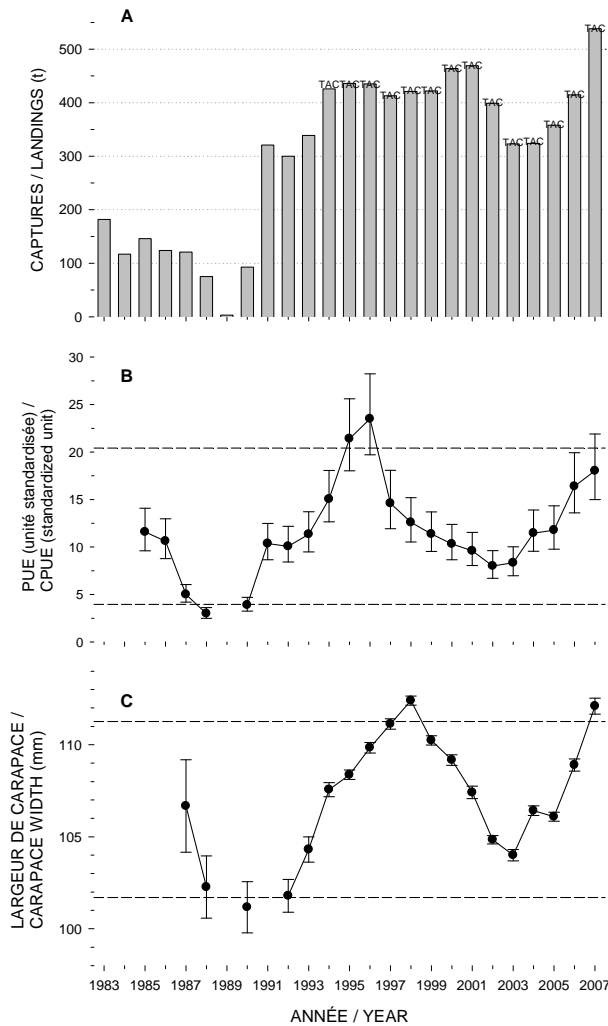 A
CAPTURES / LANDINGS (t)
500
400
300
200
100
0
TAC TAC TAC TAC TAC TAC TAC TAC TAC TAC TAC TAC TAC TAC
B
PUE (unité standardisée) /
CPUE (standardized unit)
30
25
20
15
10
5
0
C
LARGEUR DE CARAPACE /
CARAPACE WIDTH (mm)
110
105
100
1983 1985 1987 1989 1991 1993 1995 1997 1999 2001 2003 2005 2007
ANNÉE / YEAR